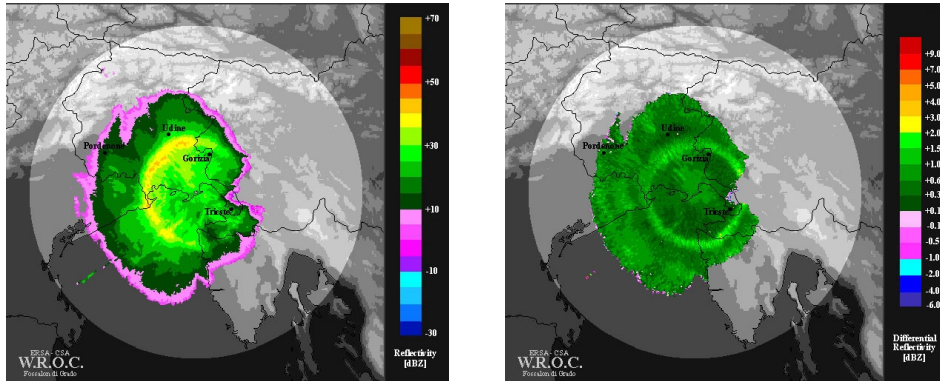 +70
+50
+30
+10
-10
-30
Reflectivity
[dBZ]
Udine
Pordenone
Gorizia
Trieste
ERSA - CSA
W.R.O.C.
Fossalon di Grado
+9.0
+7.0
+5.0
+4.0
+3.0
+2.0
+1.5
+1.0
+0.6
+0.3
+0.1
-0.1
-0.5
-1.0
-2.0
-4.0
-6.0
Differential
Reflectivity
[dBZ]
Udine
Pordenone
Gorizia
Trieste
ERSA - CSA
W.R.O.C.
Fossalon di Grado